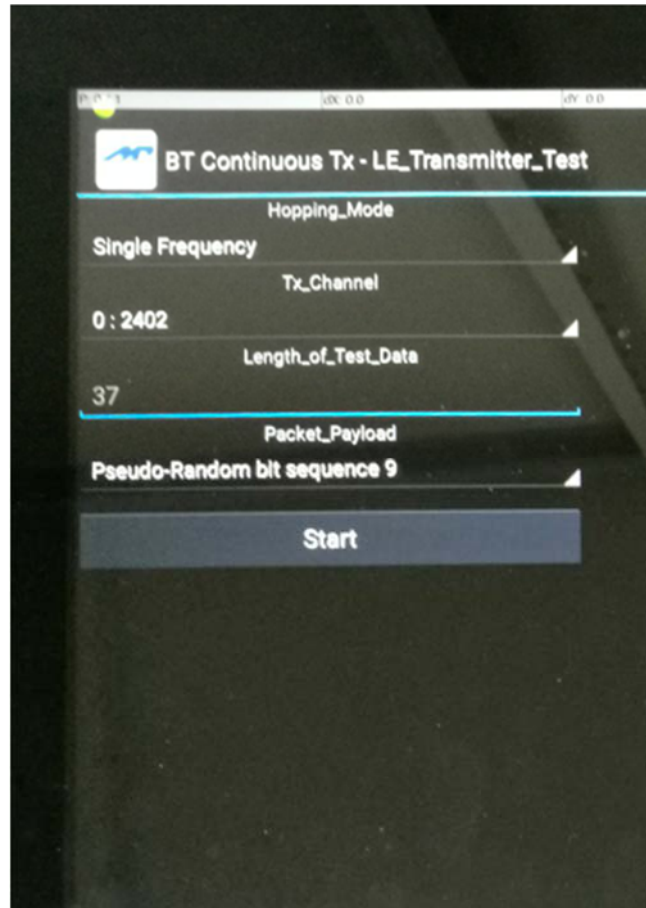 dX: 0.0
dY: 0.0
BT Continuous Tx - LE_Transmitter_Test
Hopping_Mode
Single Frequency
Tx_Channel
0 : 2402
Length_of_Test_Data
37
Packet_Payload
Pseudo-Random bit sequence 9
Start